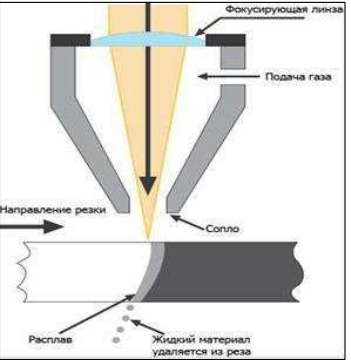 Фокусирующая линза
Подача газа
Направление резки
Сопло
Расплав
Жидкий материал
удаляется из реза